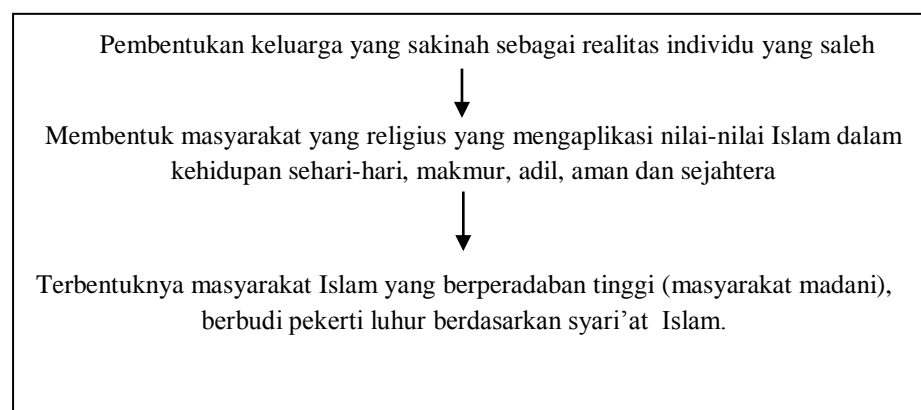 Pembentukan keluarga yang sakinah sebagai realitas individu yang saleh
Membentuk masyarakat yang religius yang mengaplikasi nilai-nilai Islam dalam
kehidupan sehari-hari, makmur, adil, aman dan sejahtera
Terbentuknya masyarakat Islam yang berperadaban tinggi (masyarakat madani),
berbudi pekerti luhur berdasarkan syari’at Islam.